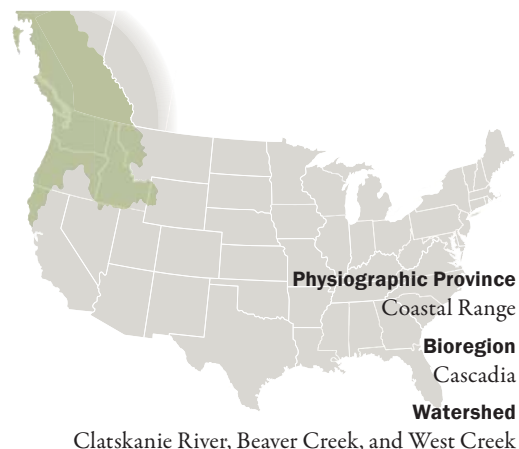 Physiographic Province
Coastal Range
Bioregion
Cascadia
Watershed
Clatskanie River, Beaver Creek, and West Creek